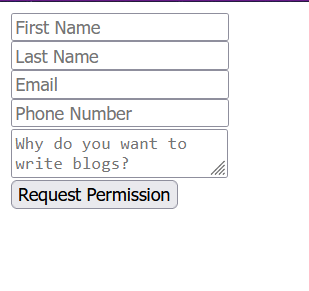 First Name
Last Name
Email
Phone Number
Why do you want to
write blogs?
Request Permission